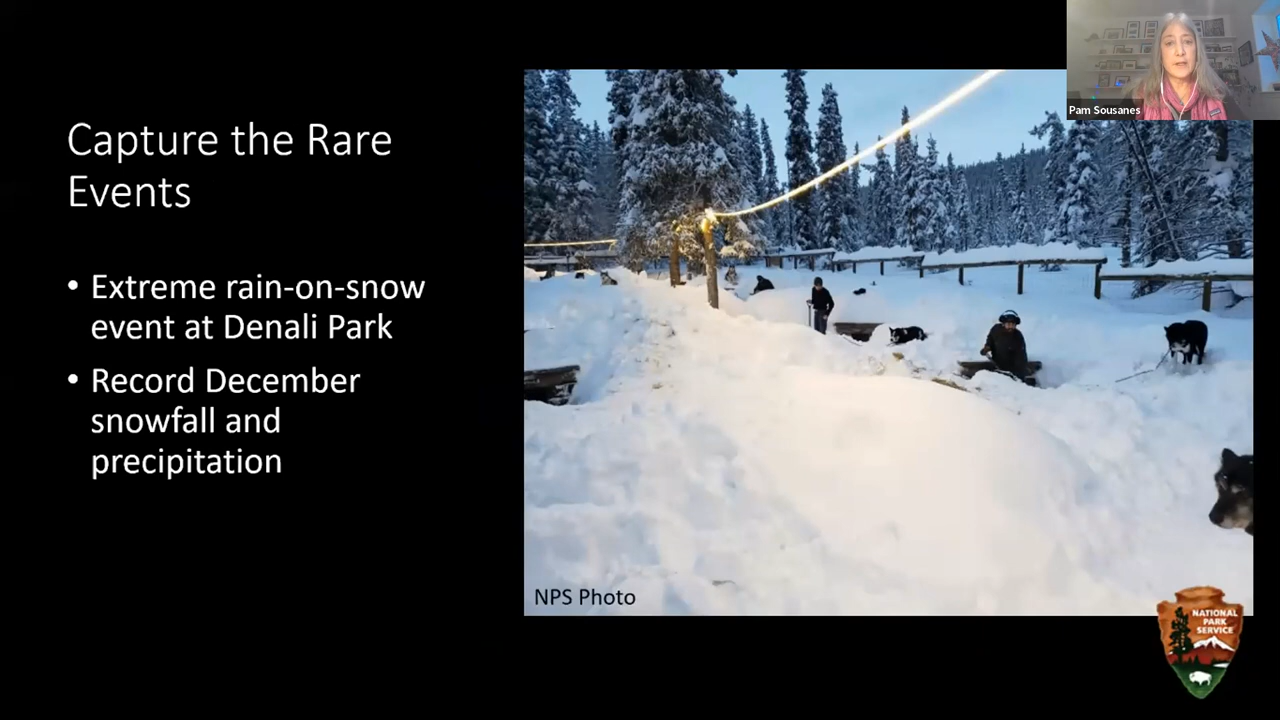 Capture the Rare
Events
• Extreme rain-on-snow
event at Denali Park
• Record December
snowfall and
precipitation
Pam Sousanes
NPS Photo
NATIONAL
PARK
SERVICE